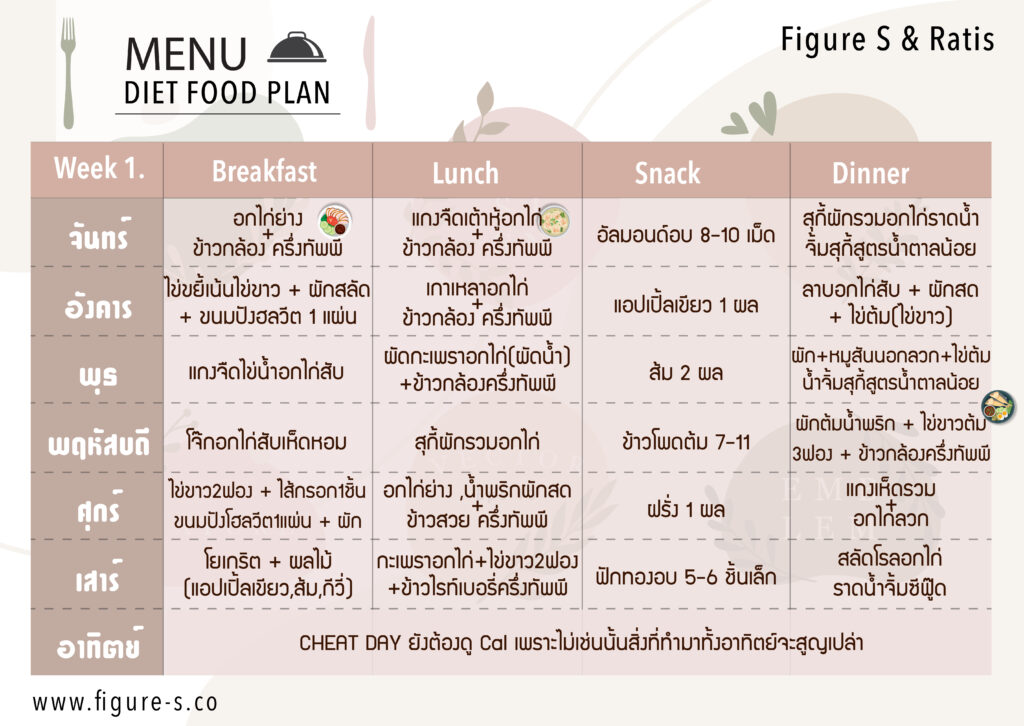 MENU
DIET FOOD PLAN
Figure S & Ratis
Week 1.
Breakfast
Lunch
Snack
Dinner
จันทร์
อกไก่ย่าง
+
ข้าวกล้อง ครึ่งทัพพี
แกงจืดเต้าหู้อกไก่
+
ข้าวกล้อง ครึ่งทัพพี
อัลมอนด์อบ 8-10 เม็ด
สุกี้ผักรวมอกไก่ราดน้ำ
จิ้มสุกี้สูตรน้ำตาลน้อย
อังคาร
ไข่ขยี้เน้นไข่ขาว + ผักสลัด
+ ขนมปังฮลวีต 1 แผ่น
เกาเหลาอกไก่
+
ข้าวกล้อง ครึ่งทัพพี
แอปเปิ้ลเขียว 1 ผล
ลาบอกไก่สับ + ผักสด
+ ไข่ต้ม(ไข่ขาว)
พุธ
แกงจืดไข่น้ำอกไก่สับ
ผัดกะเพราอกไก่(ผัดน้ำ)
+ข้าวกล้องครึ่งทัพพี
ส้ม 2 ผล
ผัก+หมูสันนอกลวก+ไข่ต้ม
น้ำจิ้มสุกี้สูตรน้ำตาลน้อย
พฤหัสบดี
โจ๊กอกไก่สับเห็ดหอม
สุกี้ผักรวมอกไก่
ข้าวโพดต้ม 7-11
ผักต้มน้ำพริก + ไข่ขาวต้ม
3ฟอง + ข้าวกล้องครึ่งทัพพี
ศุกร์
ไข่ขาว2ฟอง + ไส้กรอก1ชิ้น
ขนมปังโฮลวีต1แผ่น + ผัก
อกไก่ย่าง ,น้ำพริกผักสด
+
ข้าวสวย ครึ่งทัพพี
ฝรั่ง 1 ผล
แกงเห็ดรวม
+
อกไก่ลวก
เสาร์
โยเกริต + ผลไม้
(แอปเปิ้ลเขียว,ส้ม,กีวี่)
กะเพราอกไก่+ไข่ขาว2ฟอง
+ข้าวไรท์เบอรี่ครึ่งทัพพี
ฟักทองอบ 5-6 ชิ้นเล็ก
สลัดโรลอกไก่
ราดน้ำจิ้มซีฟู๊ด
อาทิตย์
CHEAT DAY ยังต้องดู Cal เพราะไม่เช่นนั้นสิ่งที่ทำมาทั้งอาทิตย์จะสูญเปล่า
www.figure-s.co